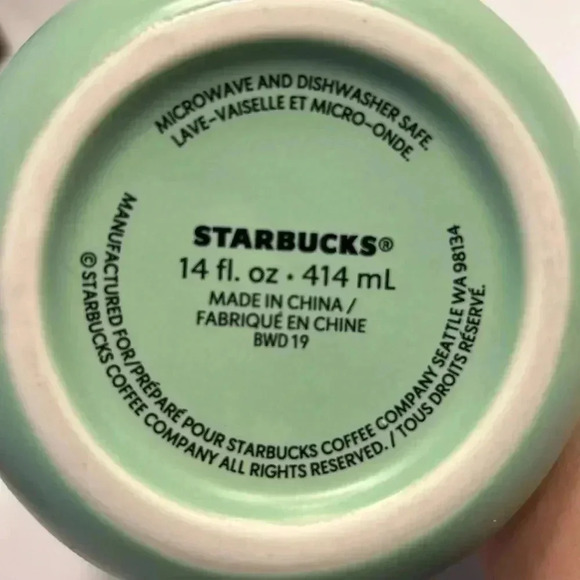 MICROWAVE AND DISHWASHER SAFE.
LAVE-VAISELLE ET MICRO-ONDE.
STARBUCKS®
14 fl. oz • 414 mL
MADE IN CHINA /
FABRIQUÉ EN CHINE
BWD 19
MANUFACTURED FOR/PRÉPARÉ POUR STARBUCKS COFFEE COMPANY SEATTLE WA 98134
© STARBUCKS COFFEE COMPANY ALL RIGHTS RESERVED. / TOUS DROITS RÉSERVÉ.